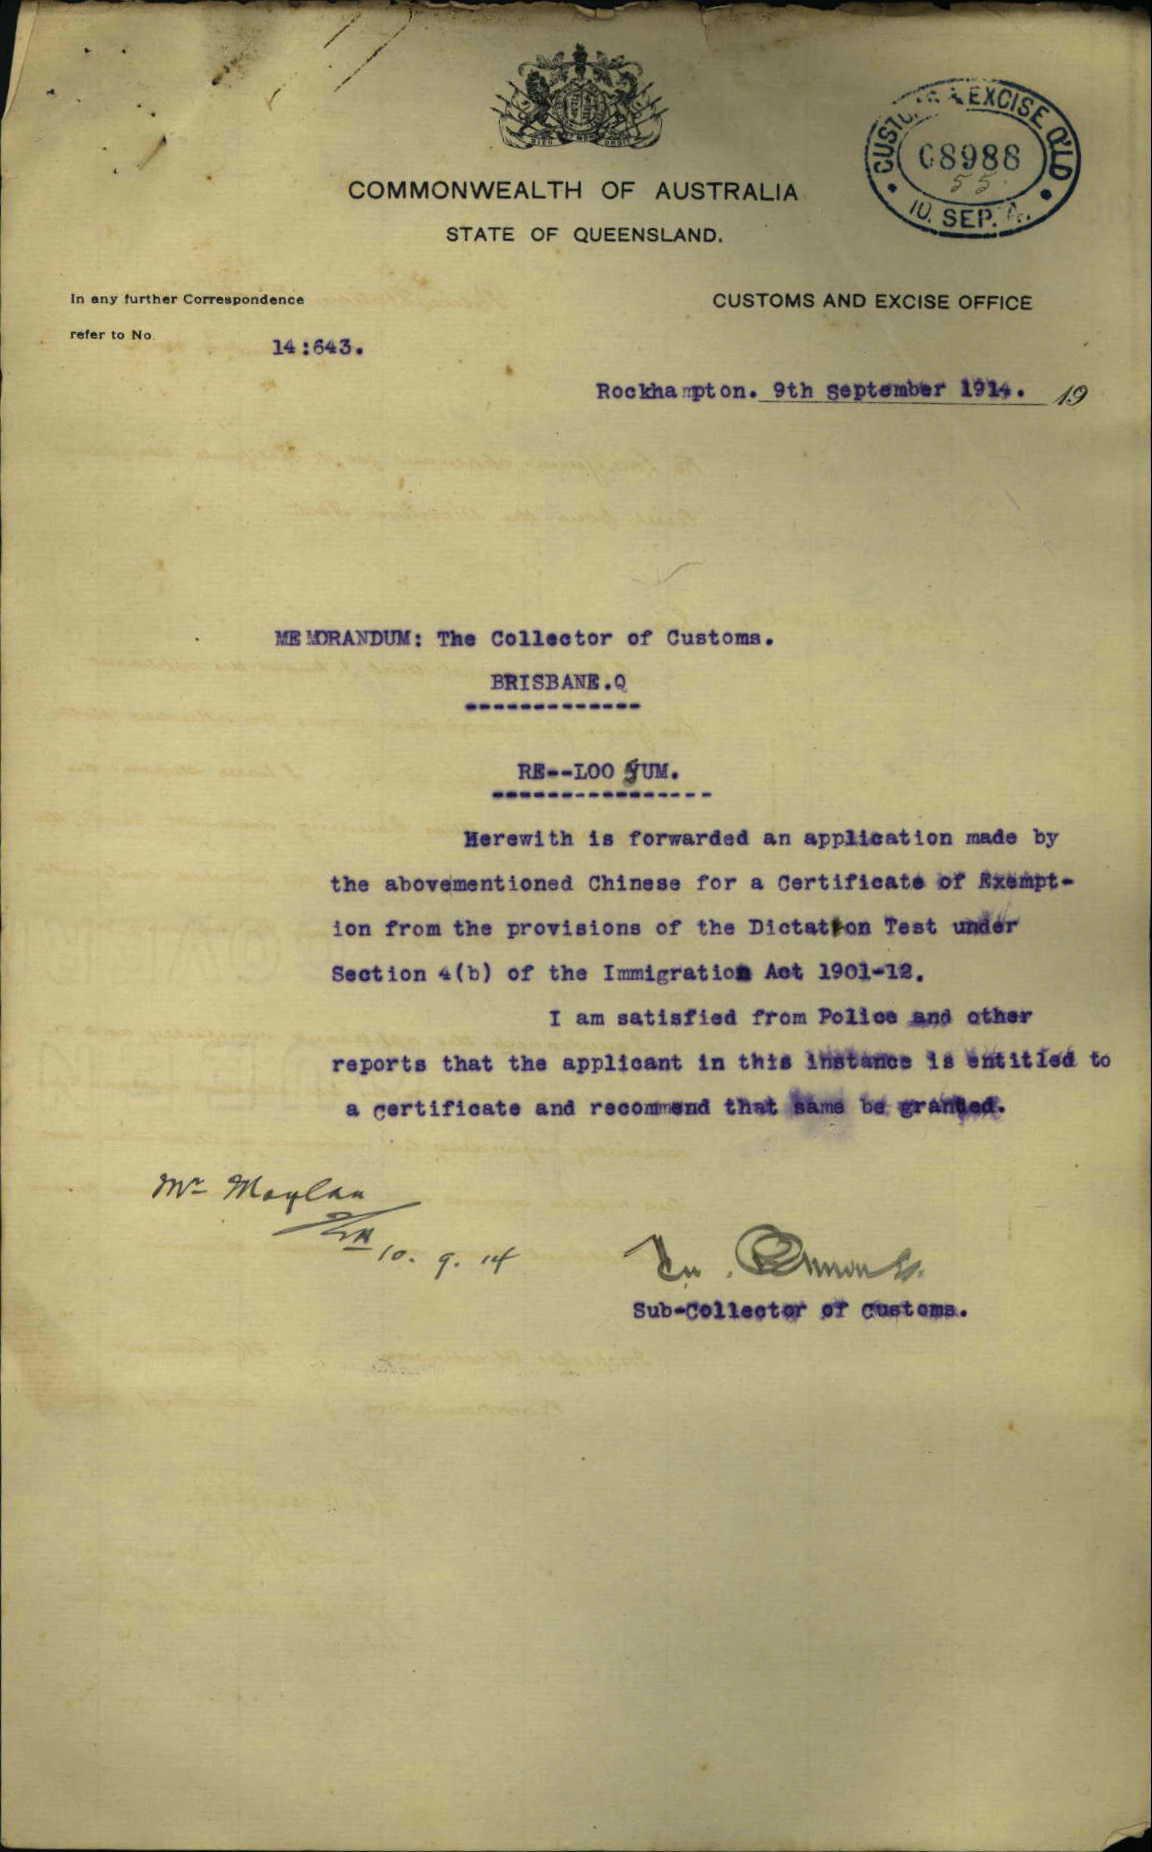 CUSTOMS & EXCISE Q'LD
08988
55
10. SEP.
COMMONWEALTH OF AUSTRALIA
STATE OF QUEENSLAND.
In any further Correspondence
refer to No.
14:643.
CUSTOMS AND EXCISE OFFICE
Rockhampton. 9th September 1914. 19
MEMORANDUM: The Collector of Customs.
BRISBANE.Q
RE--LOO UM.
Herewith is forwarded an application made by
the abovementioned Chinese for a Certificate of Exempt-
ion from the provisions of the Dictation Test under
Section 4(b) of the Immigration Act 1901-12.
I am satisfied from Police and other
reports that the applicant in this instance is entitled to
a certificate and recommend that same be granted.
Mr Moylan
10. 9. 14
Sub-Collector of Customs.